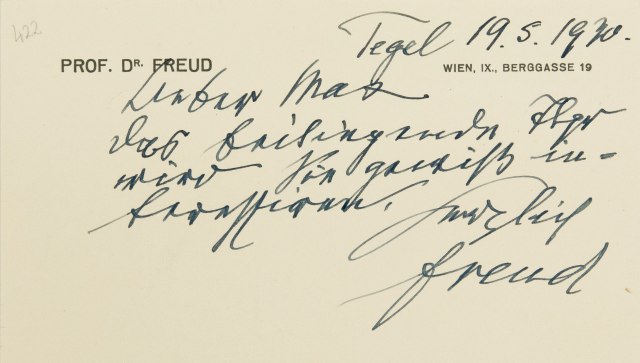 422
Tegel 19.5.1930.
PROF. DR. FREUD
WIEN, IX., BERGGASSE 19
Lieber Max
das beiliegende
wird Sie gewiß in-
teressiren.
Herzlich
Freud